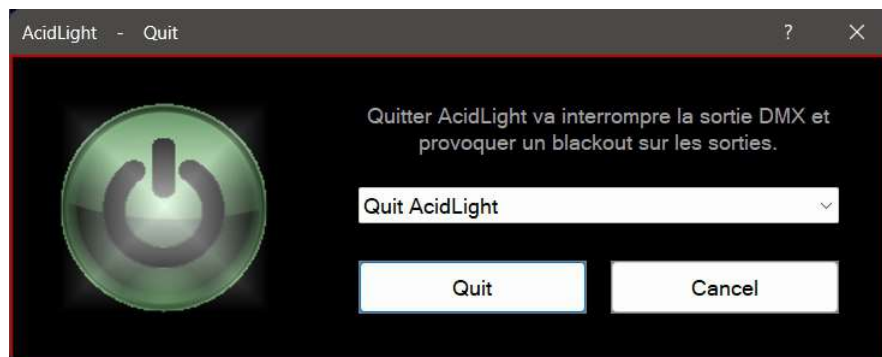 AcidLight - Quit ?
Quitter AcidLight va interrompre la sortie DMX et
provoquer un blackout sur les sorties.
Quit AcidLight
Quit Cancel